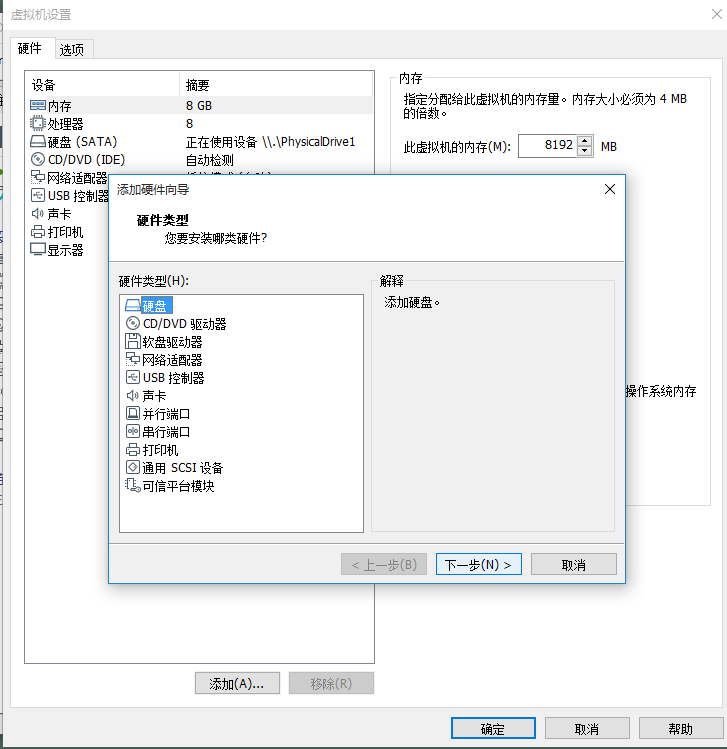 虚拟机设置
硬件
选项
设备
摘要
内存
8 GB
处理器
8
硬盘 (SATA)
正在使用设备 \\.\PhysicalDrive1
CD/DVD (IDE)
自动检测
网络适配器
USB 控制器
声卡
打印机
显示器
内存
指定分配给此虚拟机的内存量。内存大小必须为 4 MB
的倍数。
此虚拟机的内存(M):
8192
MB
操作系统内存
添加硬件向导
硬件类型
您要安装哪类硬件?
硬件类型(H):
硬盘
CD/DVD 驱动器
软盘驱动器
网络适配器
USB 控制器
声卡
并行端口
串行端口
打印机
通用 SCSI 设备
可信平台模块
解释
添加硬盘。
< 上一步(B)
下一步(N) >
取消
添加(A)...
移除(R)
确定
取消
帮助